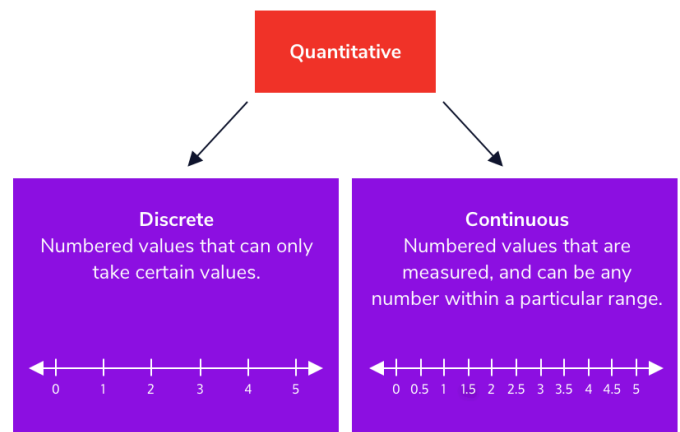 Quantitative
Discrete
Numbered values that can only
take certain values.
0 1 2 3 4 5
Continuous
Numbered values that are
measured, and can be any
number within a particular range.
0 0.5 1 1.5 2 2.5 3 3.5 4 4.5 5